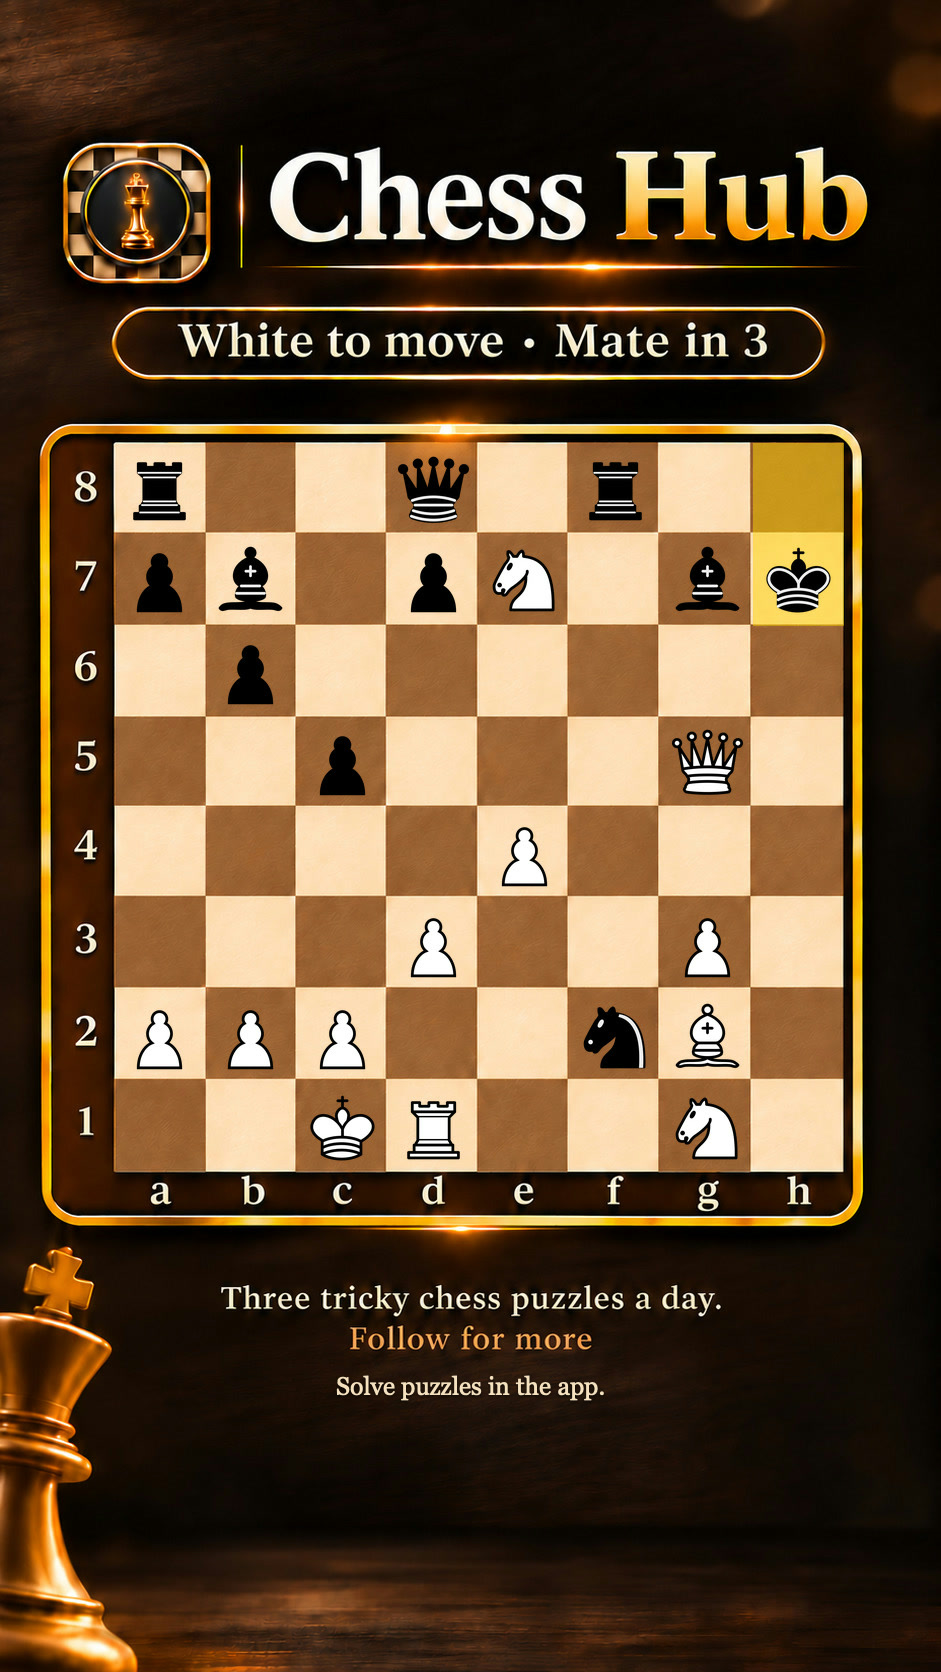 Chess Hub
White to move • Mate in 3
8
7
6
5
4
3
2
1
a b c d e f g h
Three tricky chess puzzles a day.
Follow for more
Solve puzzles in the app.